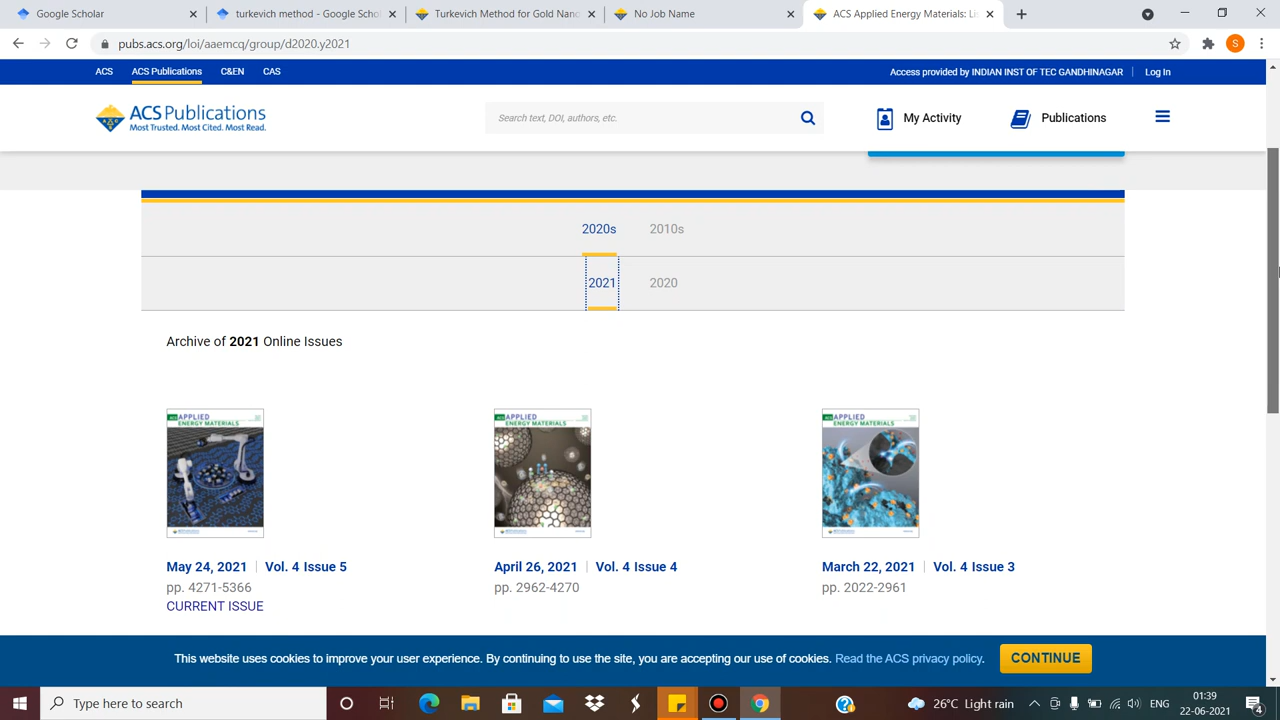 Google Scholar
turkevich method - Google Schol
Turkevich Method for Gold Nano
No Job Name
ACS Applied Energy Materials: Lis
pubs.acs.org/loi/aaemcq/group/d2020.y2021
S
ACS ACS Publications C&EN CAS
Access provided by INDIAN INST OF TEC GANDHINAGAR Log In
ACS Publications
Most Trusted. Most Cited. Most Read.
Search text, DOI, authors, etc.
My Activity
Publications
2020s 2010s
2021 2020
Archive of 2021 Online Issues
ACS APPLIED
ENERGY MATERIALS
ACS APPLIED
ENERGY MATERIALS
ACS APPLIED
ENERGY MATERIALS
May 24, 2021 Vol. 4 Issue 5
pp. 4271-5366
CURRENT ISSUE
April 26, 2021 Vol. 4 Issue 4
pp. 2962-4270
March 22, 2021 Vol. 4 Issue 3
pp. 2022-2961
This website uses cookies to improve your user experience. By continuing to use the site, you are accepting our use of cookies. Read the ACS privacy policy.
CONTINUE
Type here to search
26°C Light rain
ENG
01:39
22-06-2021
4